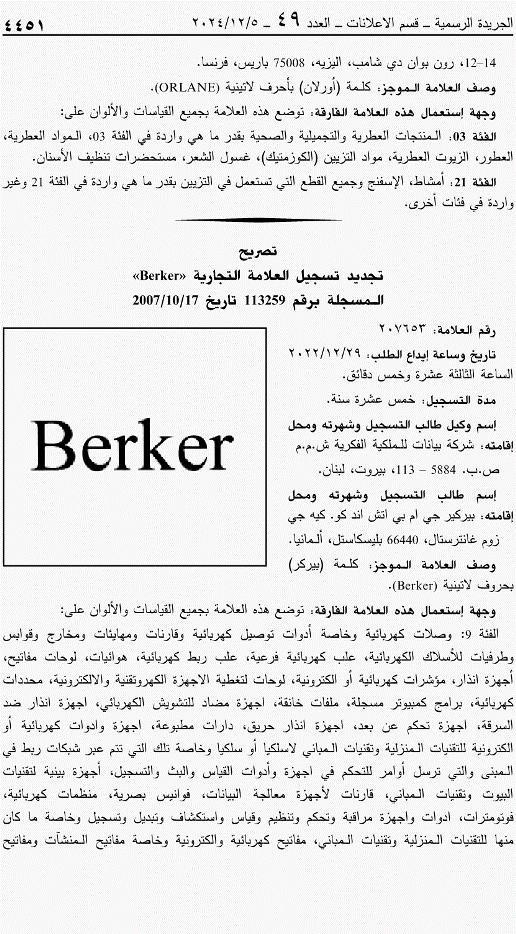 الجريدة الرسمية ــ قسم الاعلانات ــ العدد ٤٩ ــ ٢٠٢٤/١٢/٥
٤٤٥١
12–14، رون بوان دي شامب، اليزيه، 75008 باريس، فرنسا.
وصف العلامة الموجز: كلمة (أورلان) بأحرف لاتينية (ORLANE).
وجهة إستعمال هذه العلامة الفارقة: توضع هذه العلامة بجميع القياسات والألوان على:
الفئة 03: المنتجات العطرية والتجميلية والصحية بقدر ما هي واردة في الفئة 03، المواد العطرية،
العطور، الزيوت العطرية، مواد التزيين (الكوزمتيك)، غسول الشعر، مستحضرات تنظيف الأسنان.
الفئة 21: أمشاط، الإسفنج وجميع القطع التي تستعمل في التزيين بقدر ما هي واردة في الفئة 21 وغير
واردة في فئات أخرى.
تصريح
تجديد تسجيل العلامة التجارية «Berker»
المسجلة برقم 113259 تاريخ 2007/10/17
رقم العلامة: ٢٠٧٦٥٣
تاريخ وساعة إيداع الطلب: ٢٠٢٢/١٢/٢٩
الساعة الثالثة عشرة وخمس دقائق.
مدة التسجيل: خمس عشرة سنة.
إسم وكيل طالب التسجيل وشهرته ومحل
إقامته: شركة بيانات للملكية الفكرية ش.م.م
ص.ب. 5884 – 113، بيروت، لبنان.
إسم طالب التسجيل وشهرته ومحل
إقامته: بيركير جي ام بي اتش اند كو. كيه جي
زوم غانترستال، 66440 بليسكاستل، ألمانيا.
وصف العلامة الموجز: كلمة (بيركر)
بحروف لاتينية (Berker).
Berker
وجهة إستعمال هذه العلامة الفارقة: توضع هذه العلامة بجميع القياسات والألوان على:
الفئة 9: وصلات كهربائية وخاصة أدوات توصيل كهربائية وقارنات ومهايئات ومخارج وقوابس
وطرفيات للأسلاك الكهربائية، علب كهربائية فرعية، علب ربط كهربائية، هوائيات، لوحات مفاتيح،
أجهزة انذار، مؤشرات كهربائية أو الكترونية، لوحات لتغطية الاجهزة الكهروتقنية والالكترونية، محددات
كهربائية، برامج كمبيوتر مسجلة، ملفات خانقة، اجهزة مضاد للتشويش الكهربائي، اجهزة انذار ضد
السرقة، اجهزة تحكم عن بعد، اجهزة انذار حريق، دارات مطبوعة، اجهزة وادوات كهربائية أو
الكترونية للتقنيات المنزلية وتقنيات المباني لاسلكيا أو سلكيا وخاصة تلك التي تتم عبر شبكات ربط في
المبنى والتي ترسل أوامر للتحكم في اجهزة وأدوات القياس والبث والتسجيل، أجهزة بينية لتقنيات
البيوت وتقنيات المباني، قارنات لأجهزة معالجة البيانات، فوانيس بصرية، منظمات كهربائية،
فوتومترات، ادوات واجهزة مراقبة وتحكم وتنظيم وقياس واستكشاف وتبديل وتسجيل وخاصة ما كان
منها للتقنيات المنزلية وتقنيات المباني، مفاتيح كهربائية والكترونية وخاصة مفاتيح المنشآت ومفاتيح